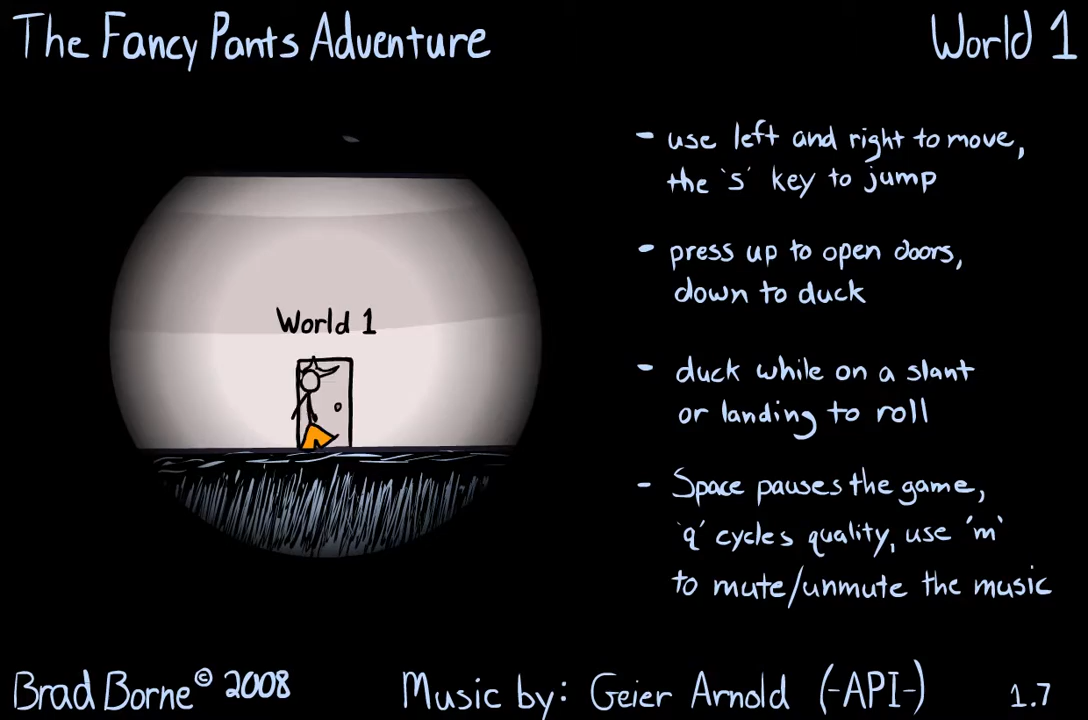 The Fancy Pants Adventure
World 1
- use left and right to move,
the 's' key to jump
- press up to open doors,
down to duck
World 1
- duck while on a slant
or landing to roll
- Space pauses the game,
'q' cycles quality, use 'm'
to mute/unmute the music
Brad Borne© 2008
Music by: Geier Arnold (-API-)
1.7